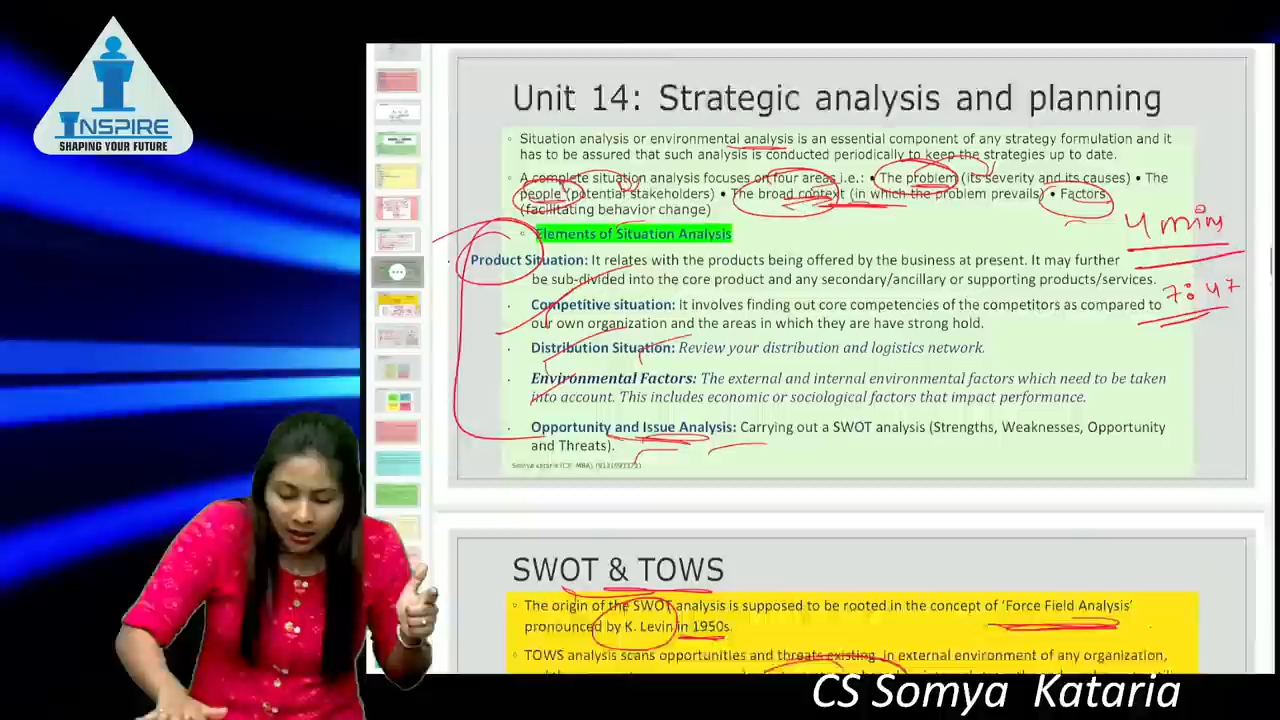 INSPIRE
SHAPING YOUR FUTURE
Unit 14: Strategic analysis and planning
Situation analysis or environmental analysis is an essential component of any strategy formulation and it
has to be assured that such analysis is conducted periodically to keep the strategies up to date.
A complete situation analysis focuses on four areas i.e.: • The problem (its severity and its causes) • The
people (potential stakeholders) • The broad context (in which the problem prevails) • Factors
(facilitating behavior change)
4 mins
Elements of Situation Analysis
Product Situation: It relates with the products being offered by the business at present. It may further
be sub-divided into the core product and any secondary/ancillary or supporting products/services.
7:47
Competitive situation: It involves finding out core competencies of the competitors as compared to
our own organization and the areas in which they are have strong hold.
Distribution Situation: Review your distribution and logistics network.
Environmental Factors: The external and internal environmental factors which need to be taken
into account. This includes economic or sociological factors that impact performance.
Opportunity and Issue Analysis: Carrying out a SWOT analysis (Strengths, Weaknesses, Opportunity
and Threats).
SWOT & TOWS
The origin of the SWOT analysis is supposed to be rooted in the concept of 'Force Field Analysis'
pronounced by K. Levin in 1950s.
TOWS analysis scans opportunities and threats existing in external environment of any organization,
CS Somya Kataria